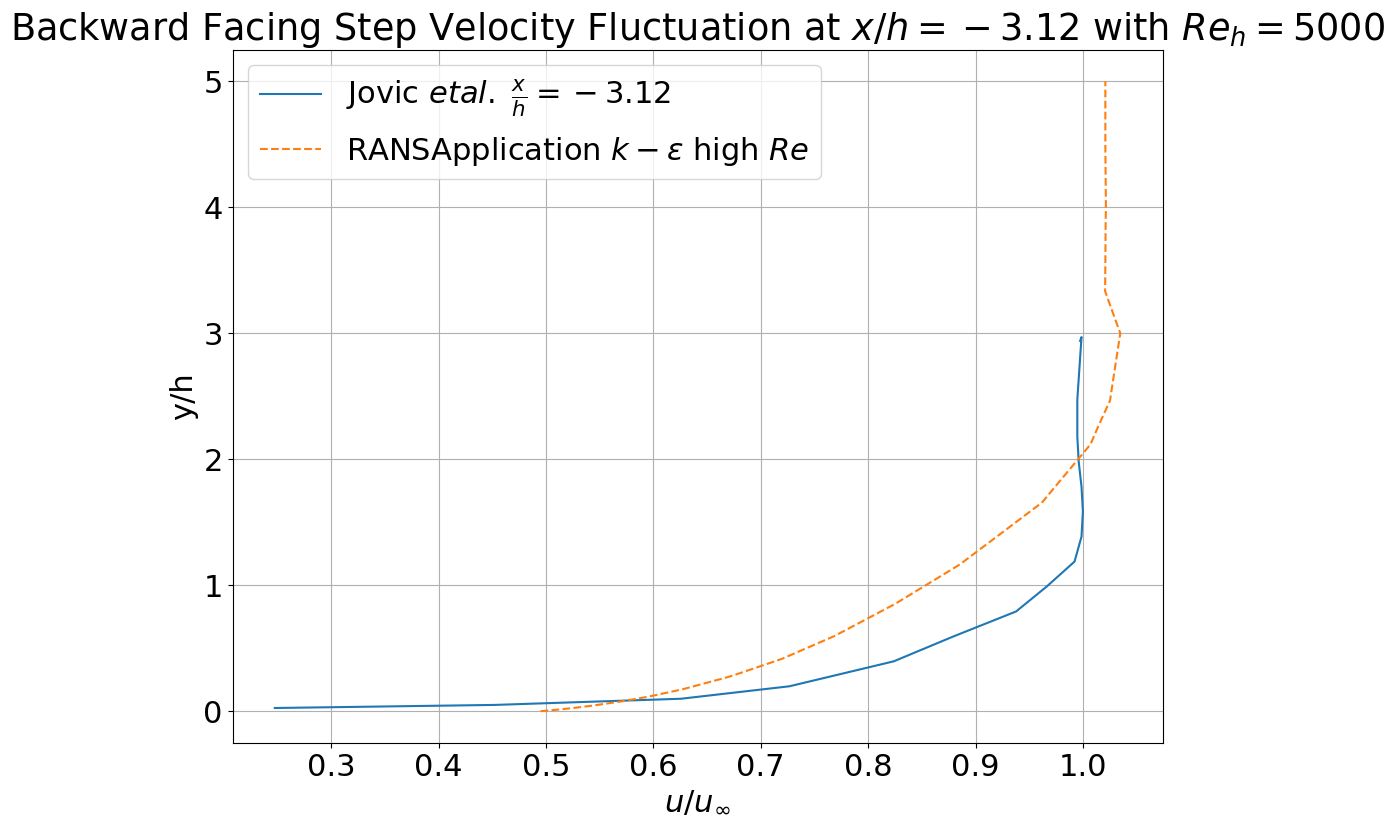 Backward Facing Step Velocity Fluctuation at x/h = −3.12 with Re_h = 5000
Jovic etal. x/h = −3.12
RANSApplication k − ε high Re
5
4
3
2
1
0
y/h
0.3 0.4 0.5 0.6 0.7 0.8 0.9 1.0
u/u_∞